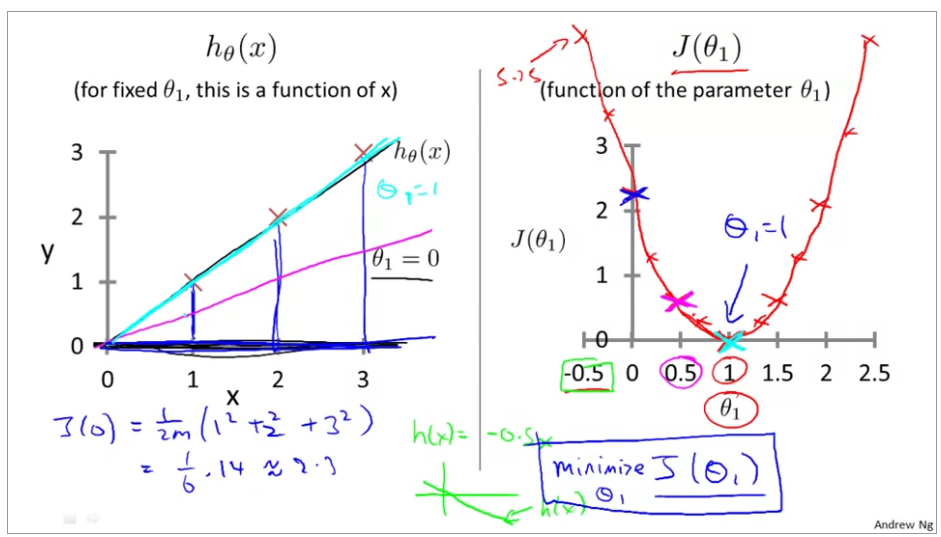 hθ(x)
(for fixed θ₁, this is a function of x)
3
2
1
0
y
0 1 2 3
x
hθ(x)
θ₁=1
θ₁ = 0
J(0) = 1/2m (1² + 2² + 3²)
= 1/6 · 14 ≈ 2.3
J(θ₁)
(function of the parameter θ₁)
5.25
3
2
1
0
J(θ₁)
θ₁=1
-0.5 0 0.5 1 1.5 2 2.5
θ₁
h(x) = -0.5x
h(x)
minimize J(θ₁)
θ₁
Andrew Ng